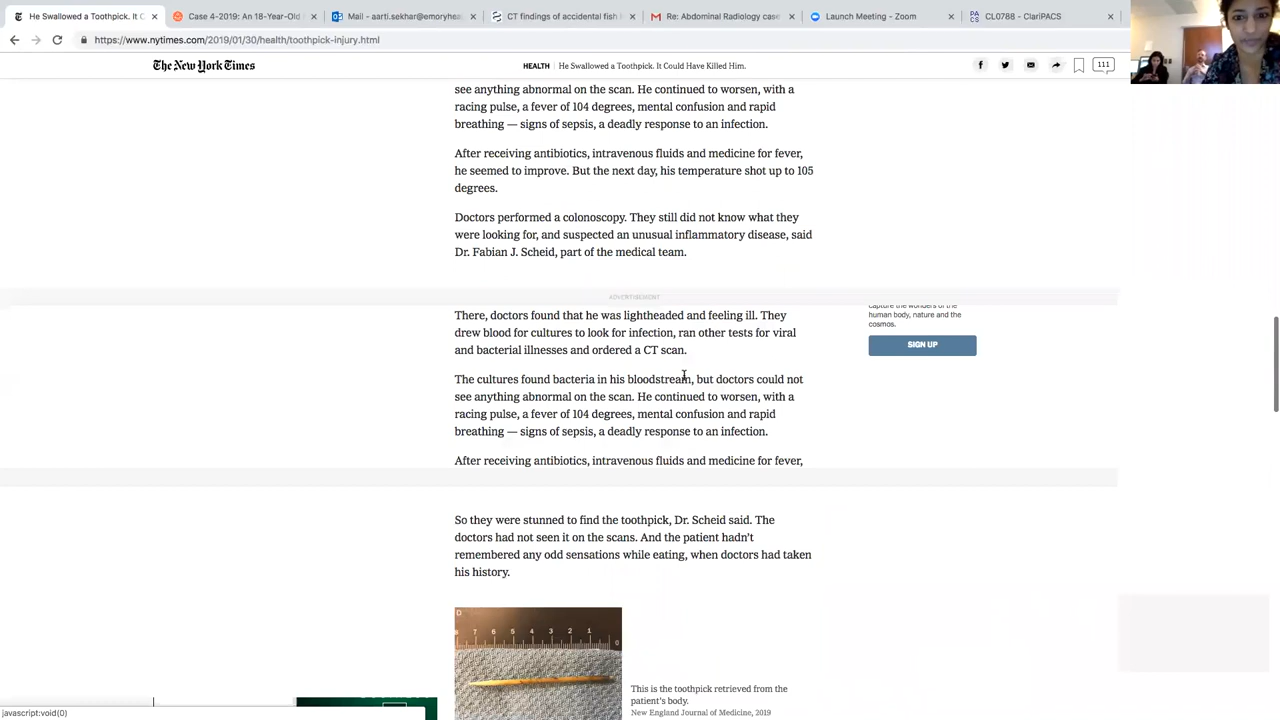 He Swallowed a Toothpick. It C
Case 4-2019: An 18-Year-Old
Mail - aarti.sekhar@emoryhea
CT findings of accidental fish
Re: Abdominal Radiology case
Launch Meeting - Zoom
PACS
CL0788 - ClariPACS
https://www.nytimes.com/2019/01/30/health/toothpick-injury.html
The New York Times
HEALTH
He Swallowed a Toothpick. It Could Have Killed Him.
111
see anything abnormal on the scan. He continued to worsen, with a
racing pulse, a fever of 104 degrees, mental confusion and rapid
breathing — signs of sepsis, a deadly response to an infection.
After receiving antibiotics, intravenous fluids and medicine for fever,
he seemed to improve. But the next day, his temperature shot up to 105
degrees.
Doctors performed a colonoscopy. They still did not know what they
were looking for, and suspected an unusual inflammatory disease, said
Dr. Fabian J. Scheid, part of the medical team.
ADVERTISEMENT
There, doctors found that he was lightheaded and feeling ill. They
drew blood for cultures to look for infection, ran other tests for viral
and bacterial illnesses and ordered a CT scan.
The cultures found bacteria in his bloodstream, but doctors could not
see anything abnormal on the scan. He continued to worsen, with a
racing pulse, a fever of 104 degrees, mental confusion and rapid
breathing — signs of sepsis, a deadly response to an infection.
After receiving antibiotics, intravenous fluids and medicine for fever,
Capture the wonders of the
human body, nature and the
cosmos.
SIGN UP
So they were stunned to find the toothpick, Dr. Scheid said. The
doctors had not seen it on the scans. And the patient hadn't
remembered any odd sensations while eating, when doctors had taken
his history.
D
7 6 5 4 3 2 1 0
This is the toothpick retrieved from the
patient's body.
New England Journal of Medicine, 2019
javascript:void(0)